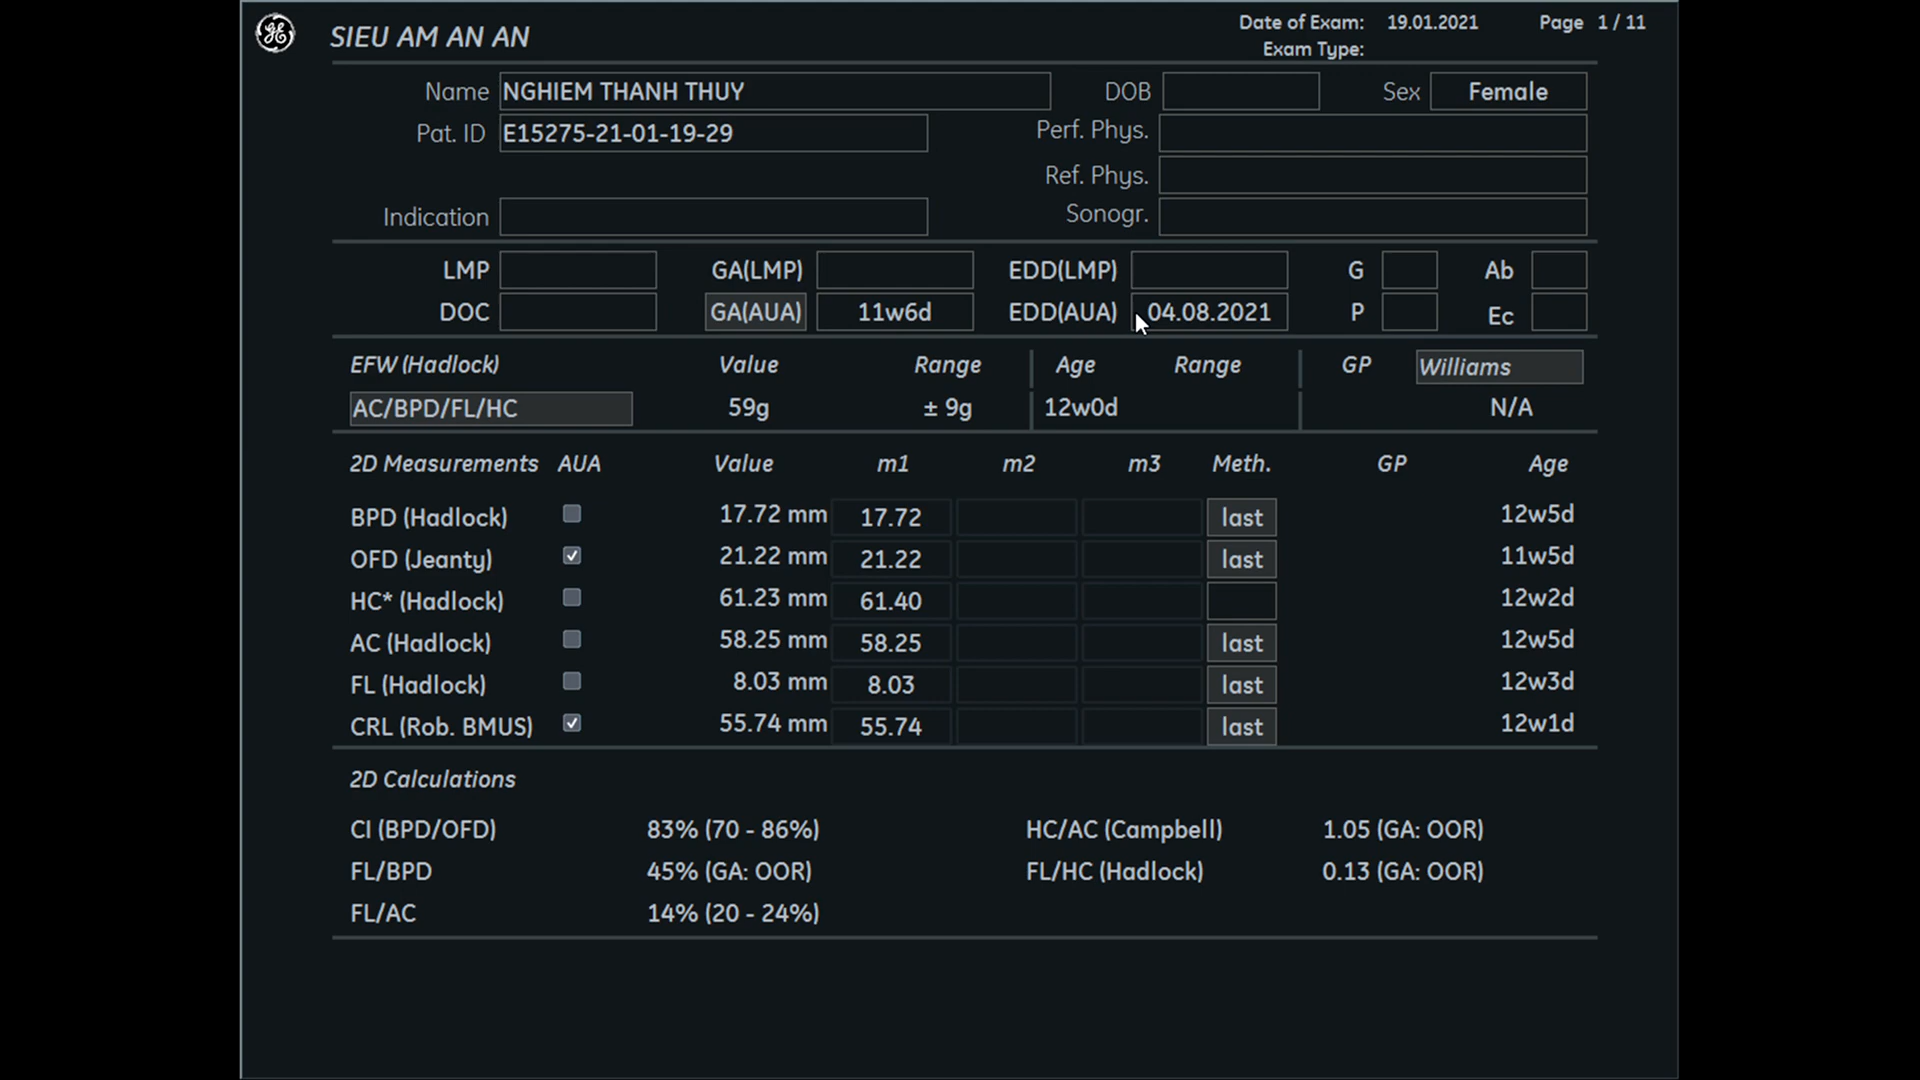 SIEU AM AN AN
Date of Exam: 19.01.2021 Page 1 / 11
Exam Type:
Name NGHIEM THANH THUY DOB Sex Female
Pat. ID E15275-21-01-19-29 Perf. Phys.
Ref. Phys.
Indication Sonogr.
LMP GA(LMP) EDD(LMP) G Ab
DOC GA(AUA) 11w6d EDD(AUA) 04.08.2021 P Ec
EFW (Hadlock) Value Range Age Range GP Williams
AC/BPD/FL/HC 59g ± 9g 12w0d N/A
2D Measurements AUA Value m1 m2 m3 Meth. GP Age
BPD (Hadlock) 17.72 mm 17.72 last 12w5d
OFD (Jeanty) 21.22 mm 21.22 last 11w5d
HC* (Hadlock) 61.23 mm 61.40 12w2d
AC (Hadlock) 58.25 mm 58.25 last 12w5d
FL (Hadlock) 8.03 mm 8.03 last 12w3d
CRL (Rob. BMUS) 55.74 mm 55.74 last 12w1d
2D Calculations
CI (BPD/OFD) 83% (70 - 86%) HC/AC (Campbell) 1.05 (GA: OOR)
FL/BPD 45% (GA: OOR) FL/HC (Hadlock) 0.13 (GA: OOR)
FL/AC 14% (20 - 24%)